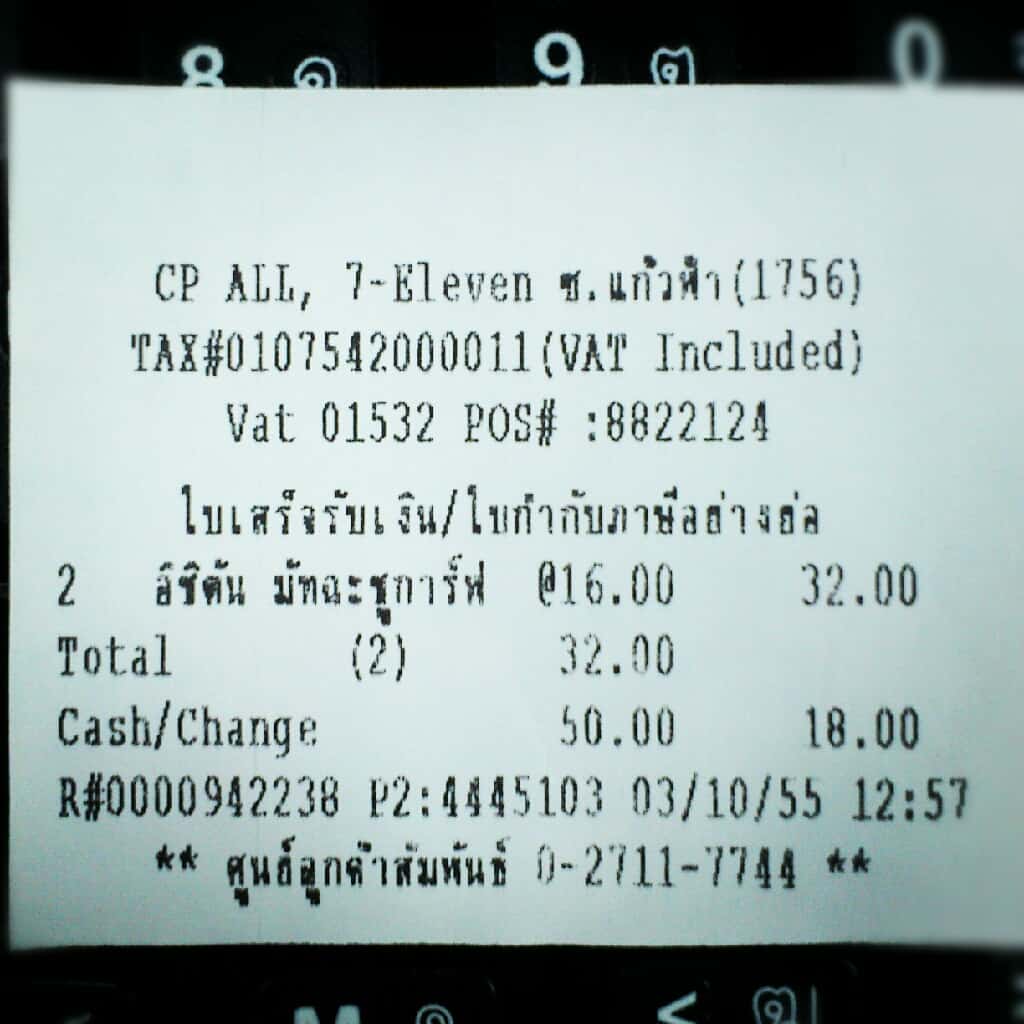 8 ๑ 9 ต 0
CP ALL, 7-Eleven ซ.แก้วฟ้า(1756)
TAX#0107542000011(VAT Included)
Vat 01532 POS# :8822124
ใบเสร็จรับเงิน/ใบกำกับภาษีอย่างย่อ
2 อิชิตัน มัทฉะชูการ์ฟ @16.00 32.00
Total (2) 32.00
Cash/Change 50.00 18.00
R#0000942238 P2:4445103 03/10/55 12:57
** ศูนย์ลูกค้าสัมพันธ์ 0-2711-7744 **
M <